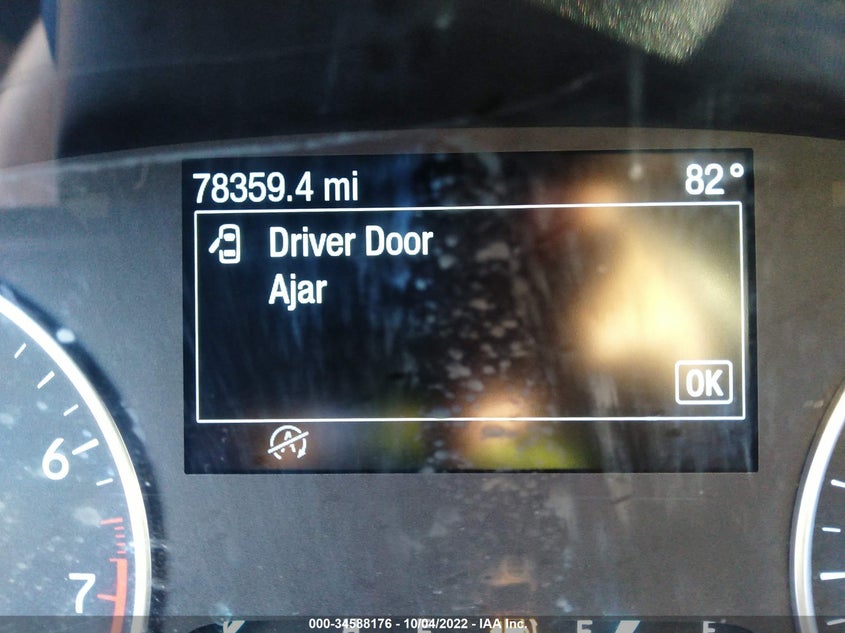 78359.4 mi 82°
Driver Door
Ajar
OK
A
6
7
000-34588176 - 10/04/2022 - IAA Inc.